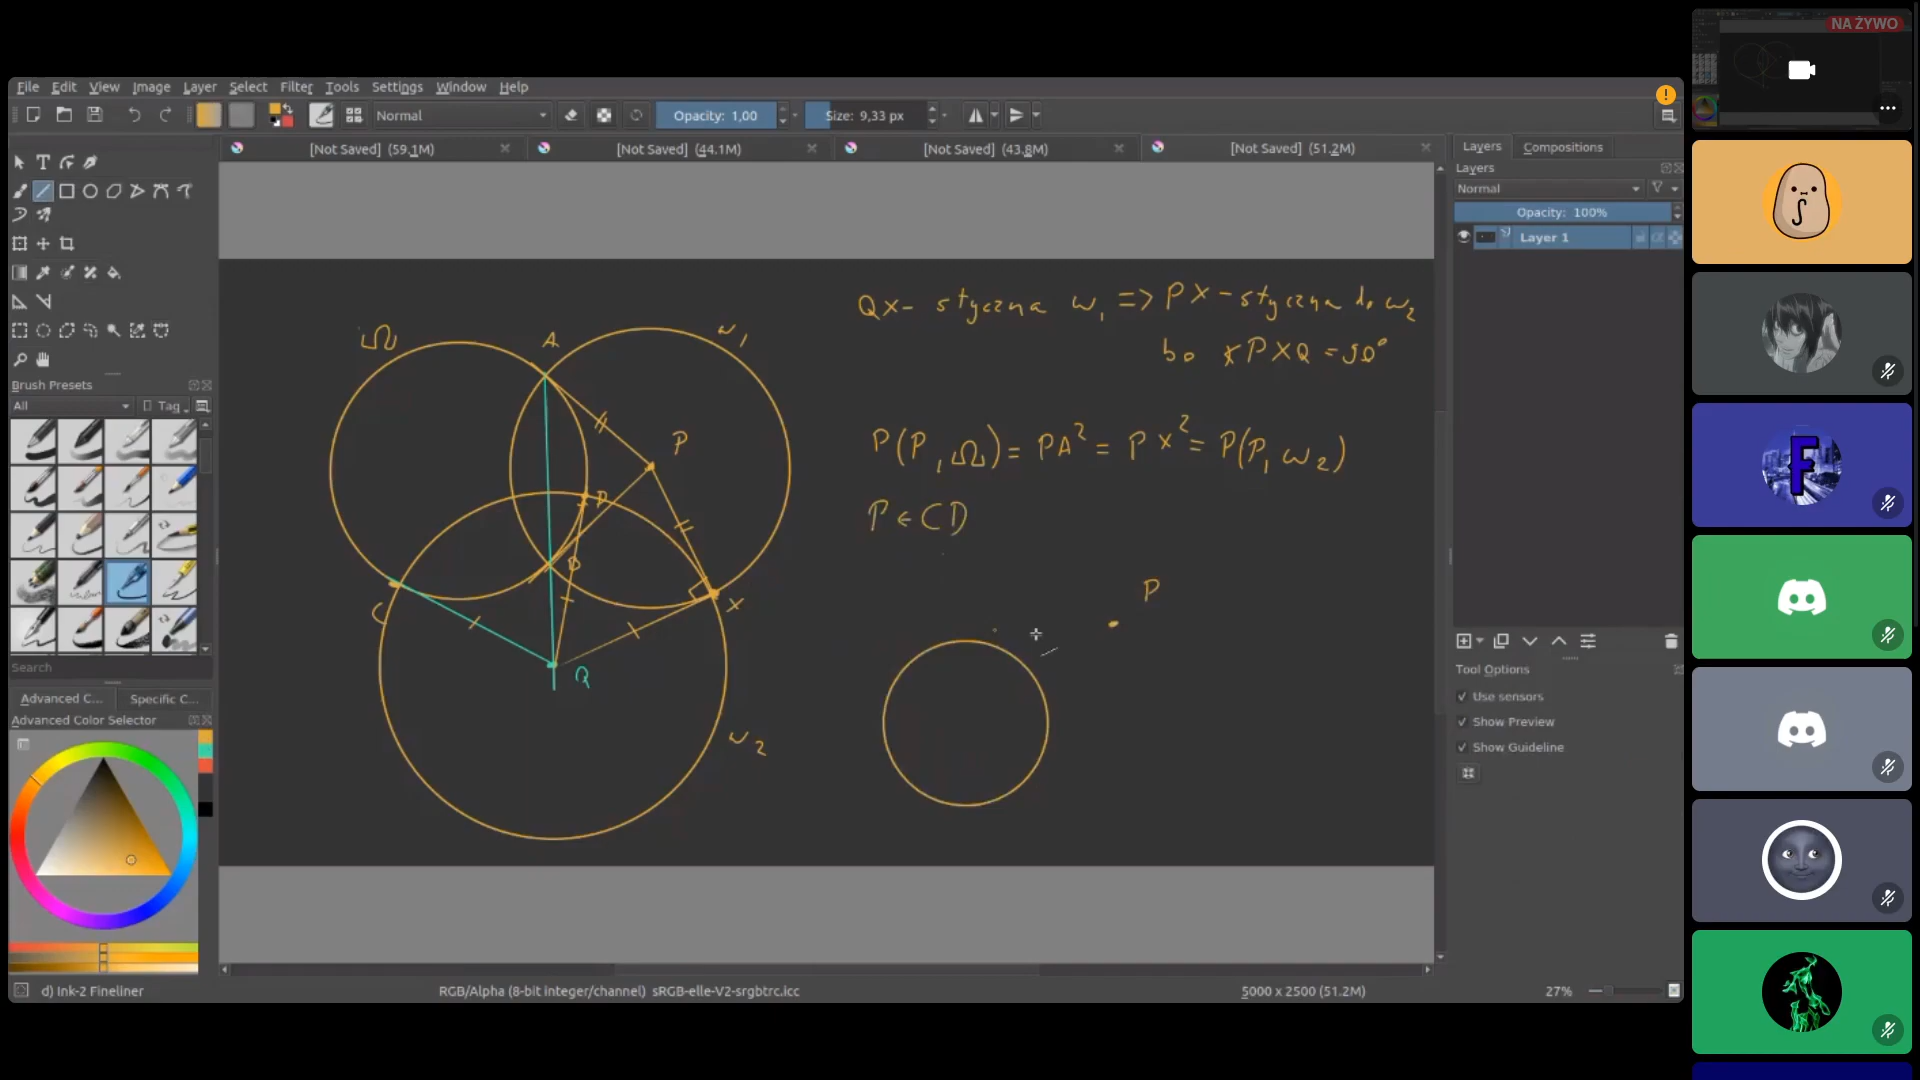 NA ŻYWO
File Edit View Image Layer Select Filter Tools Settings Window Help
Normal
Opacity: 1,00
Size: 9,33 px
[Not Saved] (59.1M)
[Not Saved] (44.1M)
[Not Saved] (43.8M)
[Not Saved] (51.2M)
Layers Compositions
Layers
Normal
Opacity: 100%
Layer 1
Brush Presets
All
Tag
Search
Advanced C... Specific C...
Advanced Color Selector
Ω
A
ω₁
P
D
B
C
X
Q
ω₂
QX - styczna ω₁ => PX - styczna do ω₂
bo ∢PXQ = 90°
P(P, Ω) = PA² = PX² = P(P, ω₂)
P ∈ CD
P
Tool Options
Use sensors
Show Preview
Show Guideline
F
d) Ink-2 Fineliner
RGB/Alpha (8-bit integer/channel) sRGB-elle-V2-srgbtrc.icc
5000 x 2500 (51.2M)
27%